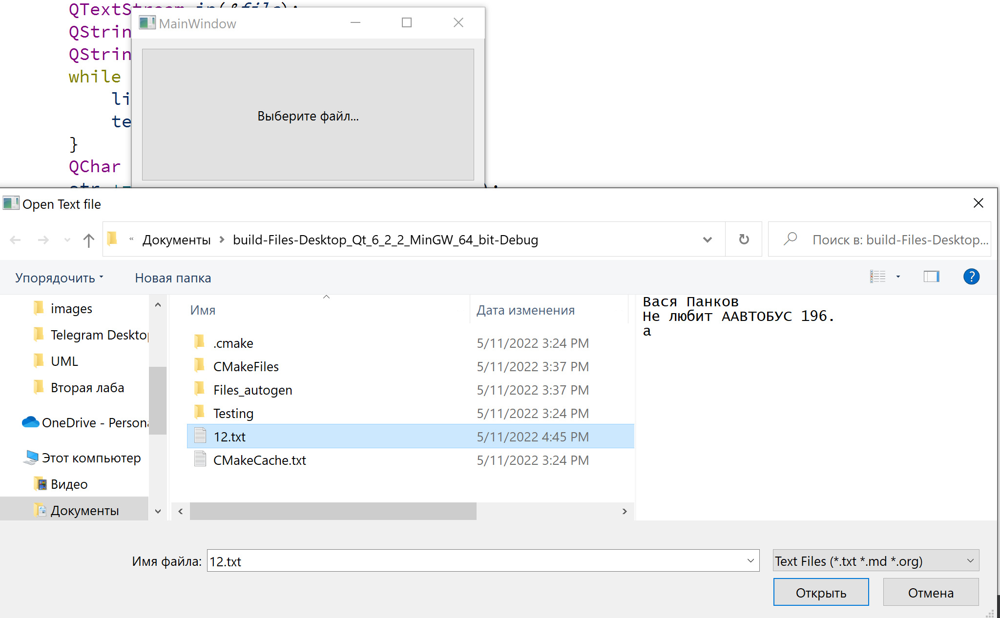 QTextStream in(&file);
MainWindow
QStrin
QStrin
while
li
te
}
QChar
Выберите файл...
Open Text file
« Документы > build-Files-Desktop_Qt_6_2_2_MinGW_64_bit-Debug
Поиск в: build-Files-Desktop...
Упорядочить
Новая папка
images
Telegram Deskto
UML
Вторая лаба
OneDrive - Persona
Этот компьютер
Видео
Документы
Имя
Дата изменения
.cmake 5/11/2022 3:24 PM
CMakeFiles 5/11/2022 3:37 PM
Files_autogen 5/11/2022 3:37 PM
Testing 5/11/2022 3:24 PM
12.txt 5/11/2022 4:45 PM
CMakeCache.txt 5/11/2022 3:24 PM
Вася Панков
Не любит ААВТОБУС 196.
а
Имя файла: 12.txt
Text Files (*.txt *.md *.org)
Открыть
Отмена